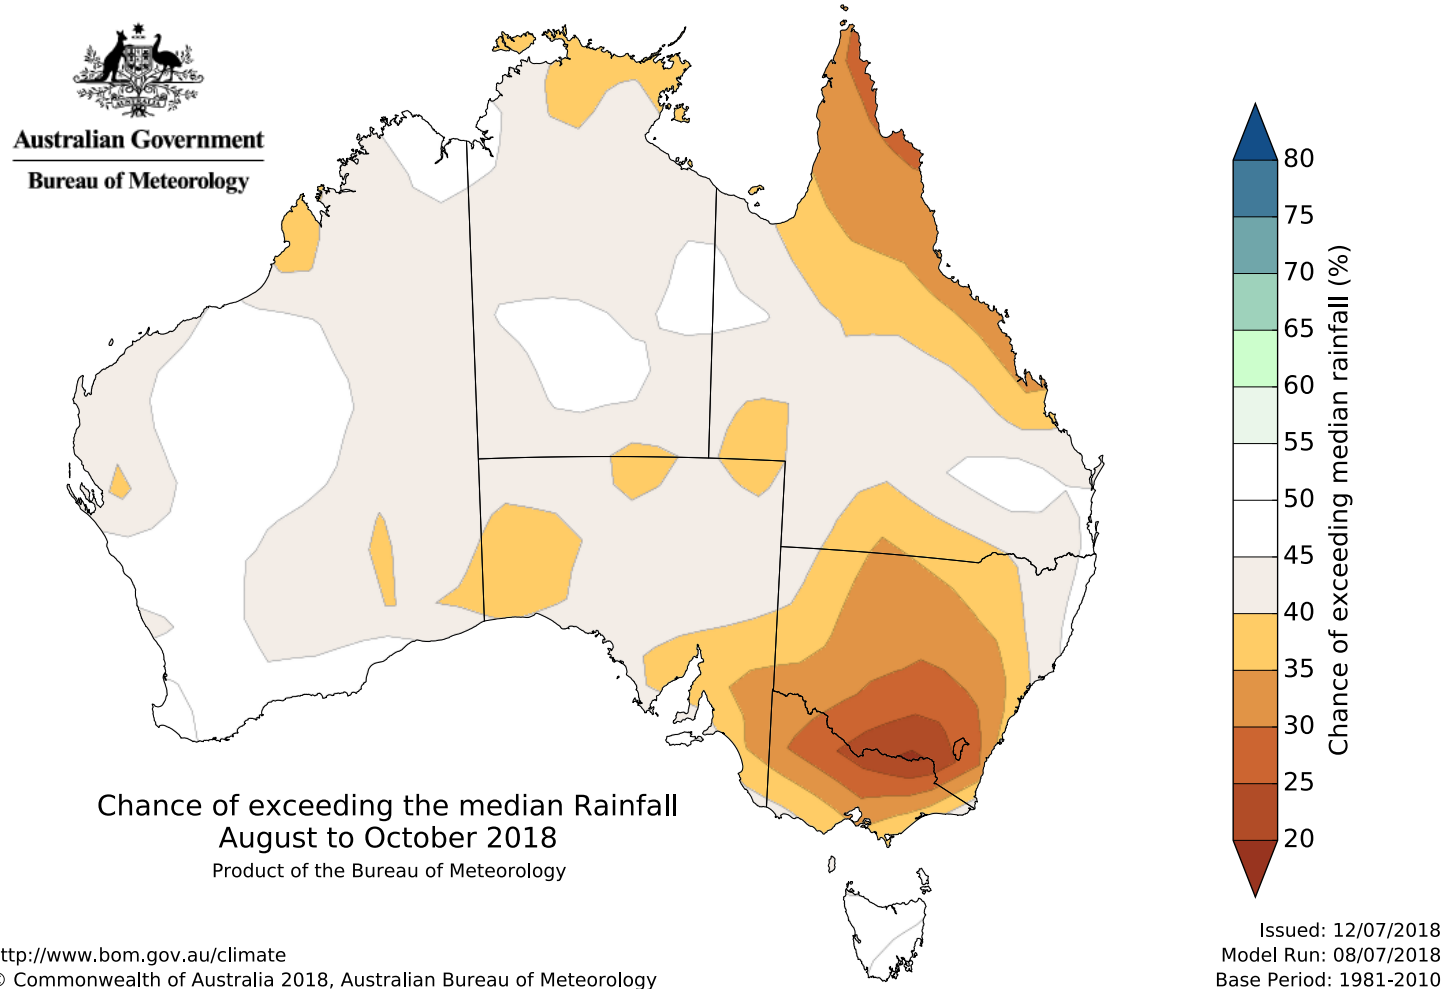 AUSTRALIA
Australian Government
Bureau of Meteorology
80
75
70
65
60
55
50
45
40
35
30
25
20
Chance of exceeding median rainfall (%)
Chance of exceeding the median Rainfall
August to October 2018
Product of the Bureau of Meteorology
ttp://www.bom.gov.au/climate
© Commonwealth of Australia 2018, Australian Bureau of Meteorology
Issued: 12/07/2018
Model Run: 08/07/2018
Base Period: 1981-2010